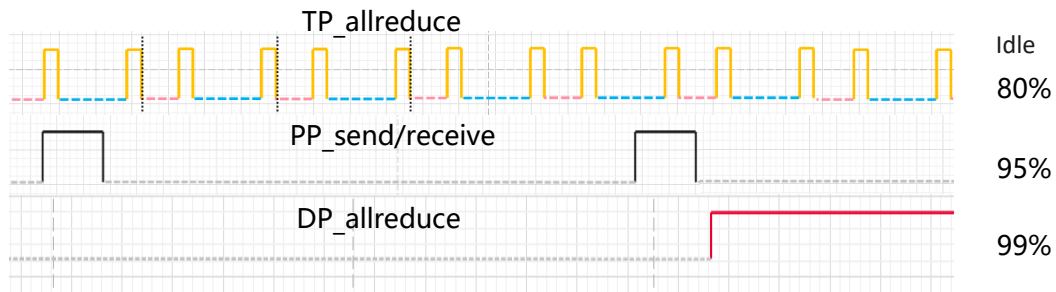 TP_allreduce
Idle
80%
PP_send/receive
95%
DP_allreduce
99%